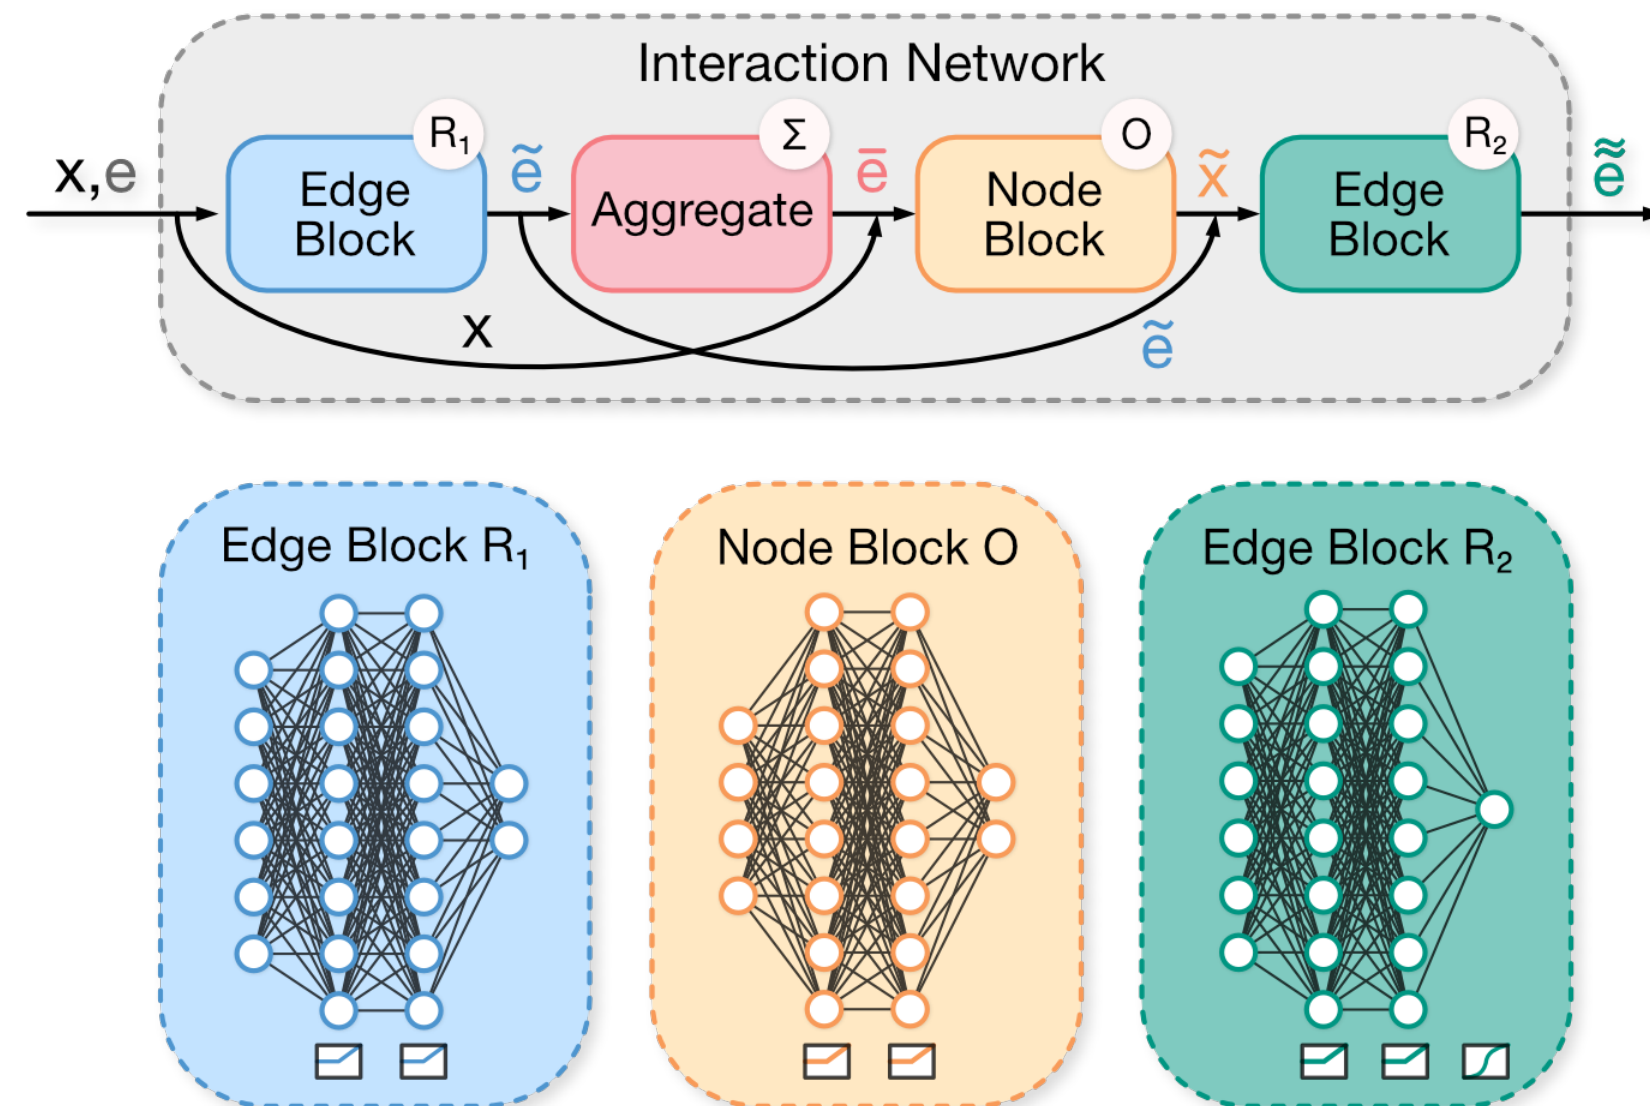 Interaction Network
x,e
Edge
Block
R₁
ẽ
Aggregate
Σ
ē
Node
Block
O
x̃
Edge
Block
R₂
ẽ̃
x
ẽ
Edge Block R₁
Node Block O
Edge Block R₂